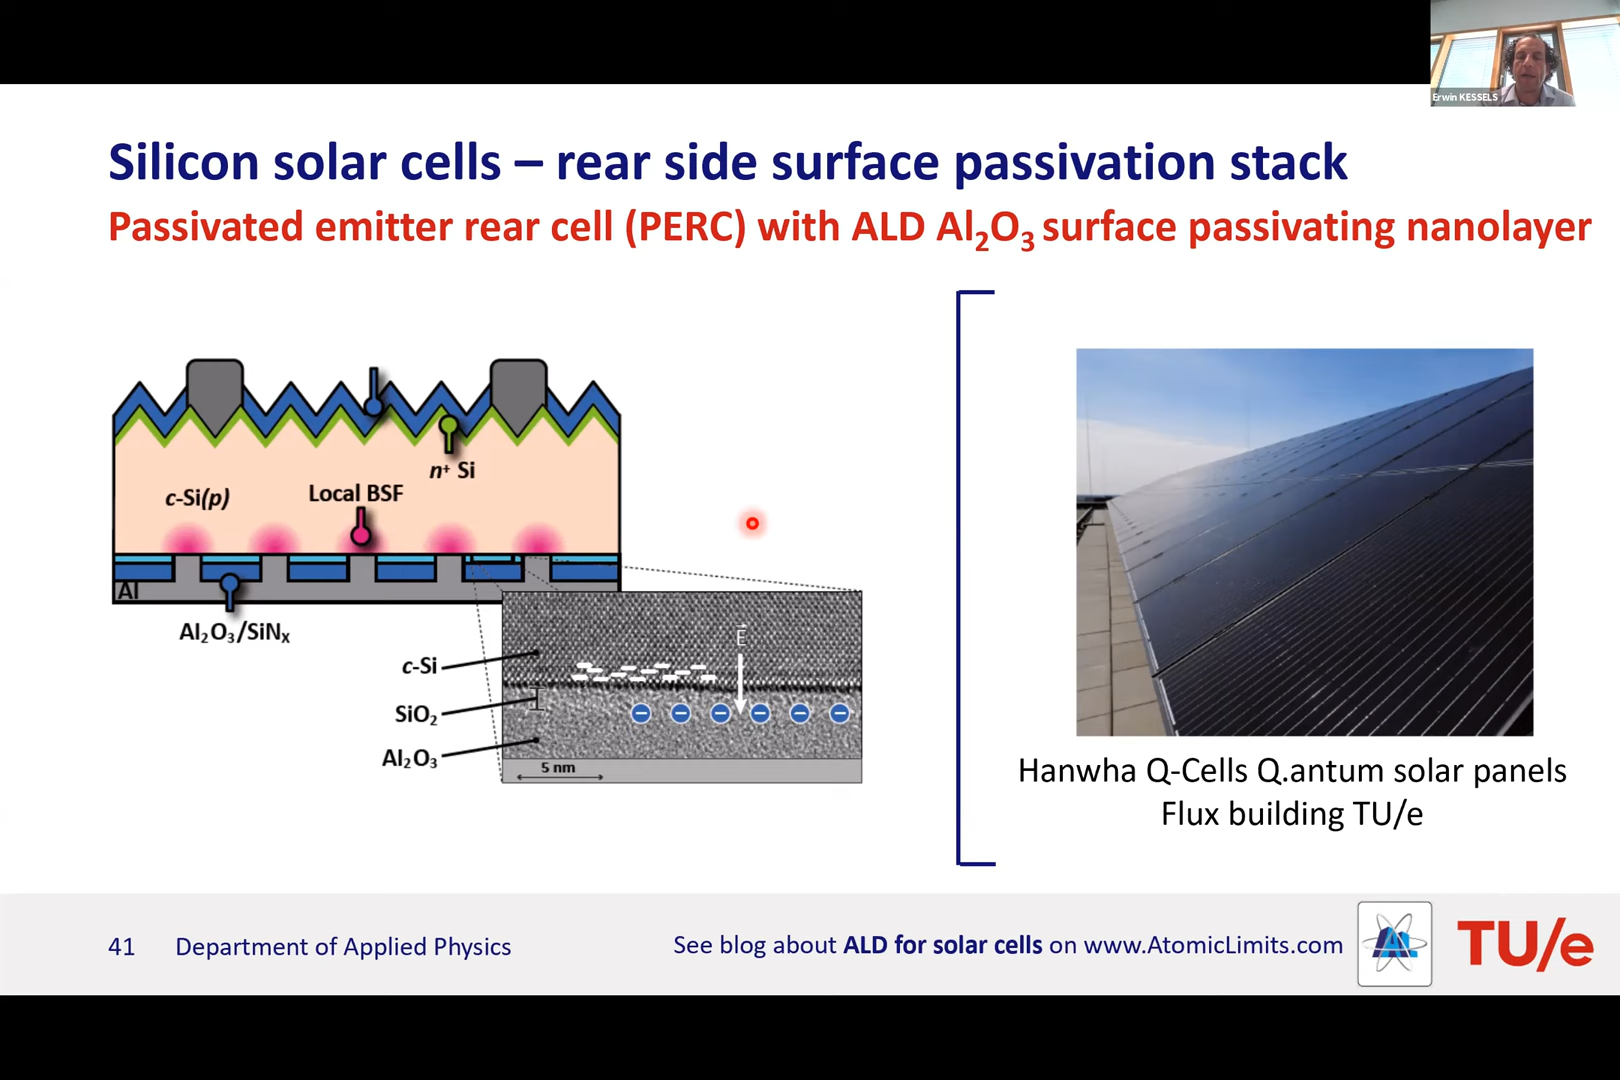 Erwin KESSELS
Silicon solar cells – rear side surface passivation stack
Passivated emitter rear cell (PERC) with ALD Al₂O₃ surface passivating nanolayer
n⁺ Si
c-Si(p)
Local BSF
Al
Al₂O₃/SiNₓ
E
c-Si
SiO₂
Al₂O₃
5 nm
Hanwha Q-Cells Q.antum solar panels
Flux building TU/e
41
Department of Applied Physics
See blog about ALD for solar cells on www.AtomicLimits.com
AL
TU/e